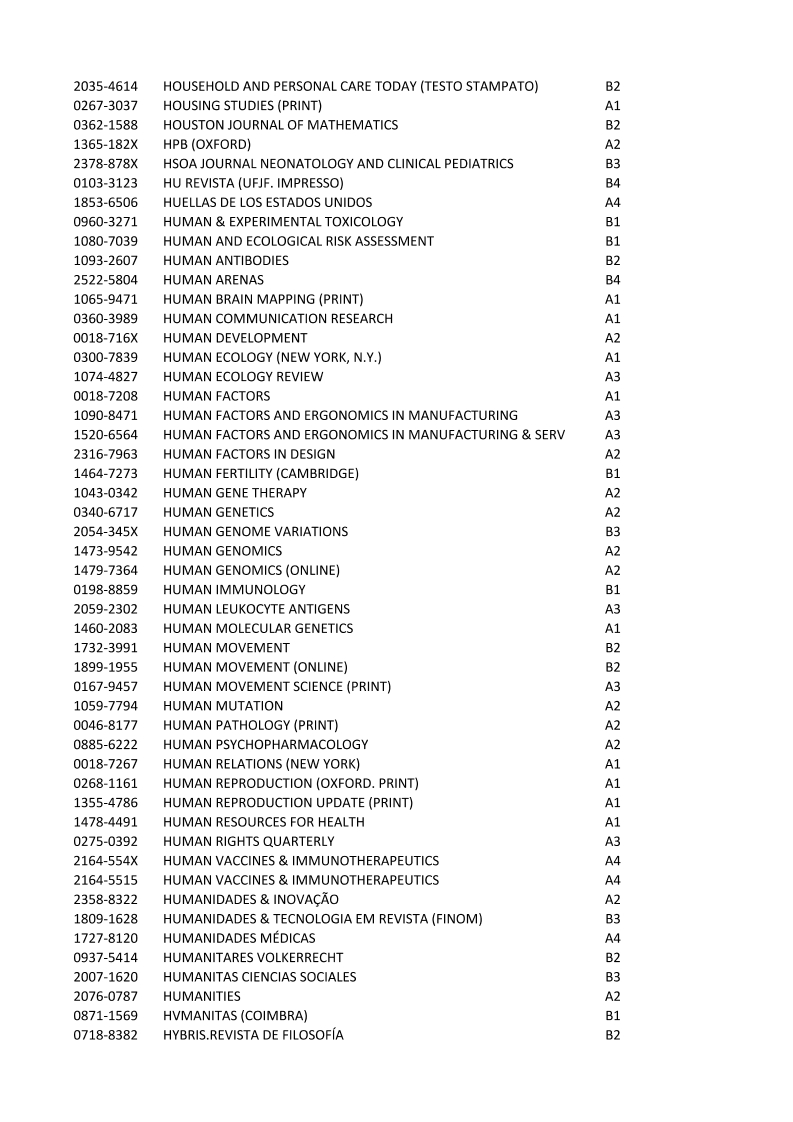 2035-4614 HOUSEHOLD AND PERSONAL CARE TODAY (TESTO STAMPATO) B2
0267-3037 HOUSING STUDIES (PRINT) A1
0362-1588 HOUSTON JOURNAL OF MATHEMATICS B2
1365-182X HPB (OXFORD) A2
2378-878X HSOA JOURNAL NEONATOLOGY AND CLINICAL PEDIATRICS B3
0103-3123 HU REVISTA (UFJF. IMPRESSO) B4
1853-6506 HUELLAS DE LOS ESTADOS UNIDOS A4
0960-3271 HUMAN & EXPERIMENTAL TOXICOLOGY B1
1080-7039 HUMAN AND ECOLOGICAL RISK ASSESSMENT B1
1093-2607 HUMAN ANTIBODIES B2
2522-5804 HUMAN ARENAS B4
1065-9471 HUMAN BRAIN MAPPING (PRINT) A1
0360-3989 HUMAN COMMUNICATION RESEARCH A1
0018-716X HUMAN DEVELOPMENT A2
0300-7839 HUMAN ECOLOGY (NEW YORK, N.Y.) A1
1074-4827 HUMAN ECOLOGY REVIEW A3
0018-7208 HUMAN FACTORS A1
1090-8471 HUMAN FACTORS AND ERGONOMICS IN MANUFACTURING A3
1520-6564 HUMAN FACTORS AND ERGONOMICS IN MANUFACTURING & SERV A3
2316-7963 HUMAN FACTORS IN DESIGN A2
1464-7273 HUMAN FERTILITY (CAMBRIDGE) B1
1043-0342 HUMAN GENE THERAPY A2
0340-6717 HUMAN GENETICS A2
2054-345X HUMAN GENOME VARIATIONS B3
1473-9542 HUMAN GENOMICS A2
1479-7364 HUMAN GENOMICS (ONLINE) A2
0198-8859 HUMAN IMMUNOLOGY B1
2059-2302 HUMAN LEUKOCYTE ANTIGENS A3
1460-2083 HUMAN MOLECULAR GENETICS A1
1732-3991 HUMAN MOVEMENT B2
1899-1955 HUMAN MOVEMENT (ONLINE) B2
0167-9457 HUMAN MOVEMENT SCIENCE (PRINT) A3
1059-7794 HUMAN MUTATION A2
0046-8177 HUMAN PATHOLOGY (PRINT) A2
0885-6222 HUMAN PSYCHOPHARMACOLOGY A2
0018-7267 HUMAN RELATIONS (NEW YORK) A1
0268-1161 HUMAN REPRODUCTION (OXFORD. PRINT) A1
1355-4786 HUMAN REPRODUCTION UPDATE (PRINT) A1
1478-4491 HUMAN RESOURCES FOR HEALTH A1
0275-0392 HUMAN RIGHTS QUARTERLY A3
2164-554X HUMAN VACCINES & IMMUNOTHERAPEUTICS A4
2164-5515 HUMAN VACCINES & IMMUNOTHERAPEUTICS A4
2358-8322 HUMANIDADES & INOVAÇÃO A2
1809-1628 HUMANIDADES & TECNOLOGIA EM REVISTA (FINOM) B3
1727-8120 HUMANIDADES MÉDICAS A4
0937-5414 HUMANITARES VOLKERRECHT B2
2007-1620 HUMANITAS CIENCIAS SOCIALES B3
2076-0787 HUMANITIES A2
0871-1569 HVMANITAS (COIMBRA) B1
0718-8382 HYBRIS.REVISTA DE FILOSOFÍA B2